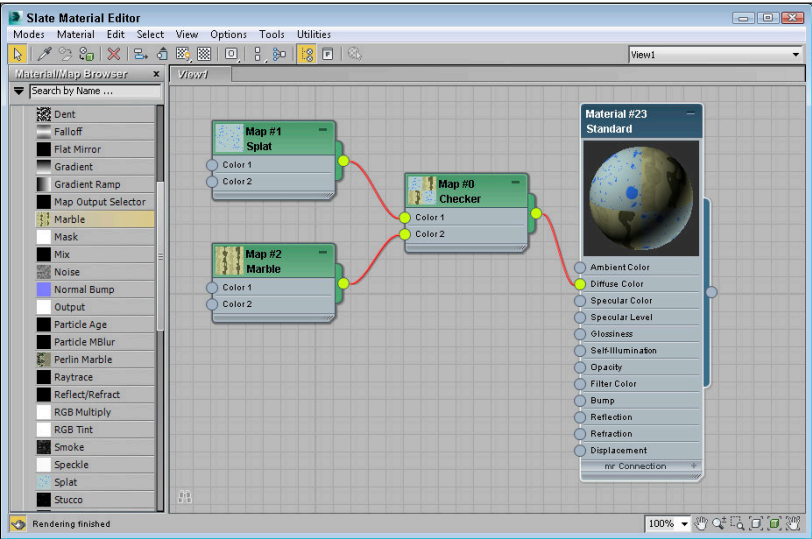 Slate Material Editor
Modes Material Edit Select View Options Tools Utilities
View1
Material/Map Browser x
View1
Search by Name ...
Dent
Falloff
Flat Mirror
Gradient
Gradient Ramp
Map Output Selector
Marble
Mask
Mix
Noise
Normal Bump
Output
Particle Age
Particle MBlur
Perlin Marble
Raytrace
Reflect/Refract
RGB Multiply
RGB Tint
Smoke
Speckle
Splat
Stucco
Map #1
Splat
Color 1
Color 2
Map #2
Marble
Color 1
Color 2
Map #0
Checker
Color 1
Color 2
Material #23
Standard
Ambient Color
Diffuse Color
Specular Color
Specular Level
Glossiness
Self-Illumination
Opacity
Filter Color
Bump
Reflection
Refraction
Displacement
mr Connection +
Rendering finished
100%